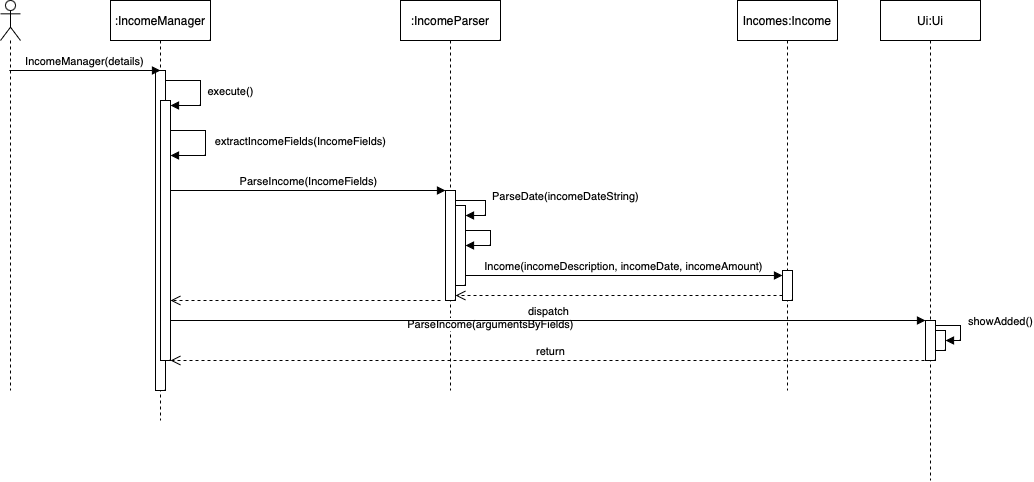 :IncomeManager
:IncomeParser
Incomes:Income
Ui:Ui
IncomeManager(details)
execute()
extractIncomeFields(IncomeFields)
ParseIncome(IncomeFields)
ParseDate(incomeDateString)
Income(incomeDescription, incomeDate, incomeAmount)
dispatch
ParseIncome(argumentsByFields)
showAdded()
return